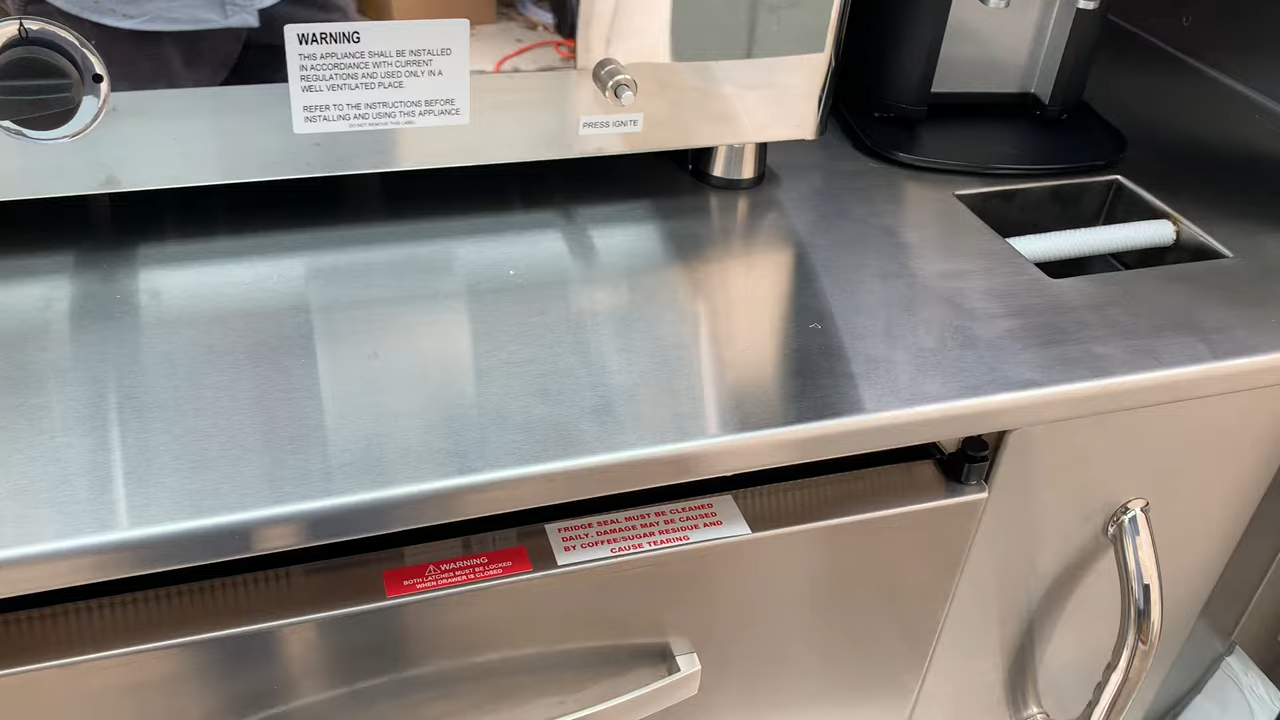 WARNING
THIS APPLIANCE SHALL BE INSTALLED
IN ACCORDANCE WITH CURRENT
REGULATIONS AND USED ONLY IN A
WELL VENTILATED PLACE.
REFER TO THE INSTRUCTIONS BEFORE
INSTALLING AND USING THIS APPLIANCE
DO NOT REMOVE THIS LABEL
PRESS IGNITE
FRIDGE SEAL MUST BE CLEANED
DAILY. DAMAGE MAY BE CAUSED
BY COFFEE/SUGAR RESIDUE AND
CAUSE TEARING
WARNING
BOTH LATCHES MUST BE LOCKED
WHEN DRAWER IS CLOSED